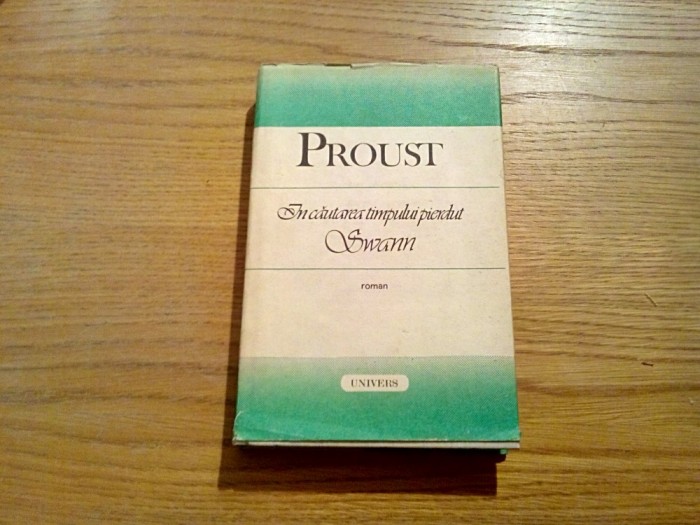 PROUST
In căutarea timpului pierdut
Swann
roman
UNIVERS